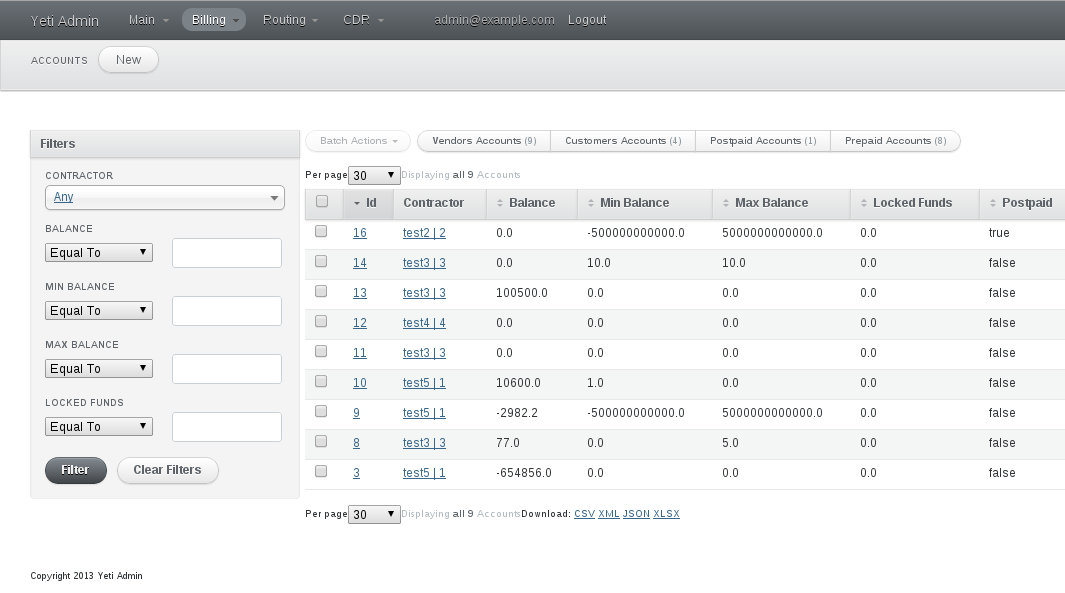 Yeti Admin Main Billing Routing CDR admin@example.com Logout
ACCOUNTS New
Filters
CONTRACTOR
Any
BALANCE
Equal To
MIN BALANCE
Equal To
MAX BALANCE
Equal To
LOCKED FUNDS
Equal To
Filter Clear Filters
Batch Actions Vendors Accounts (9) Customers Accounts (4) Postpaid Accounts (1) Prepaid Accounts (8)
Per page 30 Displaying all 9 Accounts
Id Contractor Balance Min Balance Max Balance Locked Funds Postpaid
16 test2 | 2 0.0 -500000000000.0 5000000000000.0 0.0 true
14 test3 | 3 0.0 10.0 10.0 0.0 false
13 test3 | 3 100500.0 0.0 0.0 0.0 false
12 test4 | 4 0.0 0.0 0.0 0.0 false
11 test3 | 3 0.0 0.0 0.0 0.0 false
10 test5 | 1 10600.0 1.0 0.0 0.0 false
9 test5 | 1 -2982.2 -500000000000.0 5000000000000.0 0.0 false
8 test3 | 3 77.0 0.0 5.0 0.0 false
3 test5 | 1 -654856.0 0.0 0.0 0.0 false
Per page 30 Displaying all 9 Accounts Download: CSV XML JSON XLSX
Copyright 2013 Yeti Admin